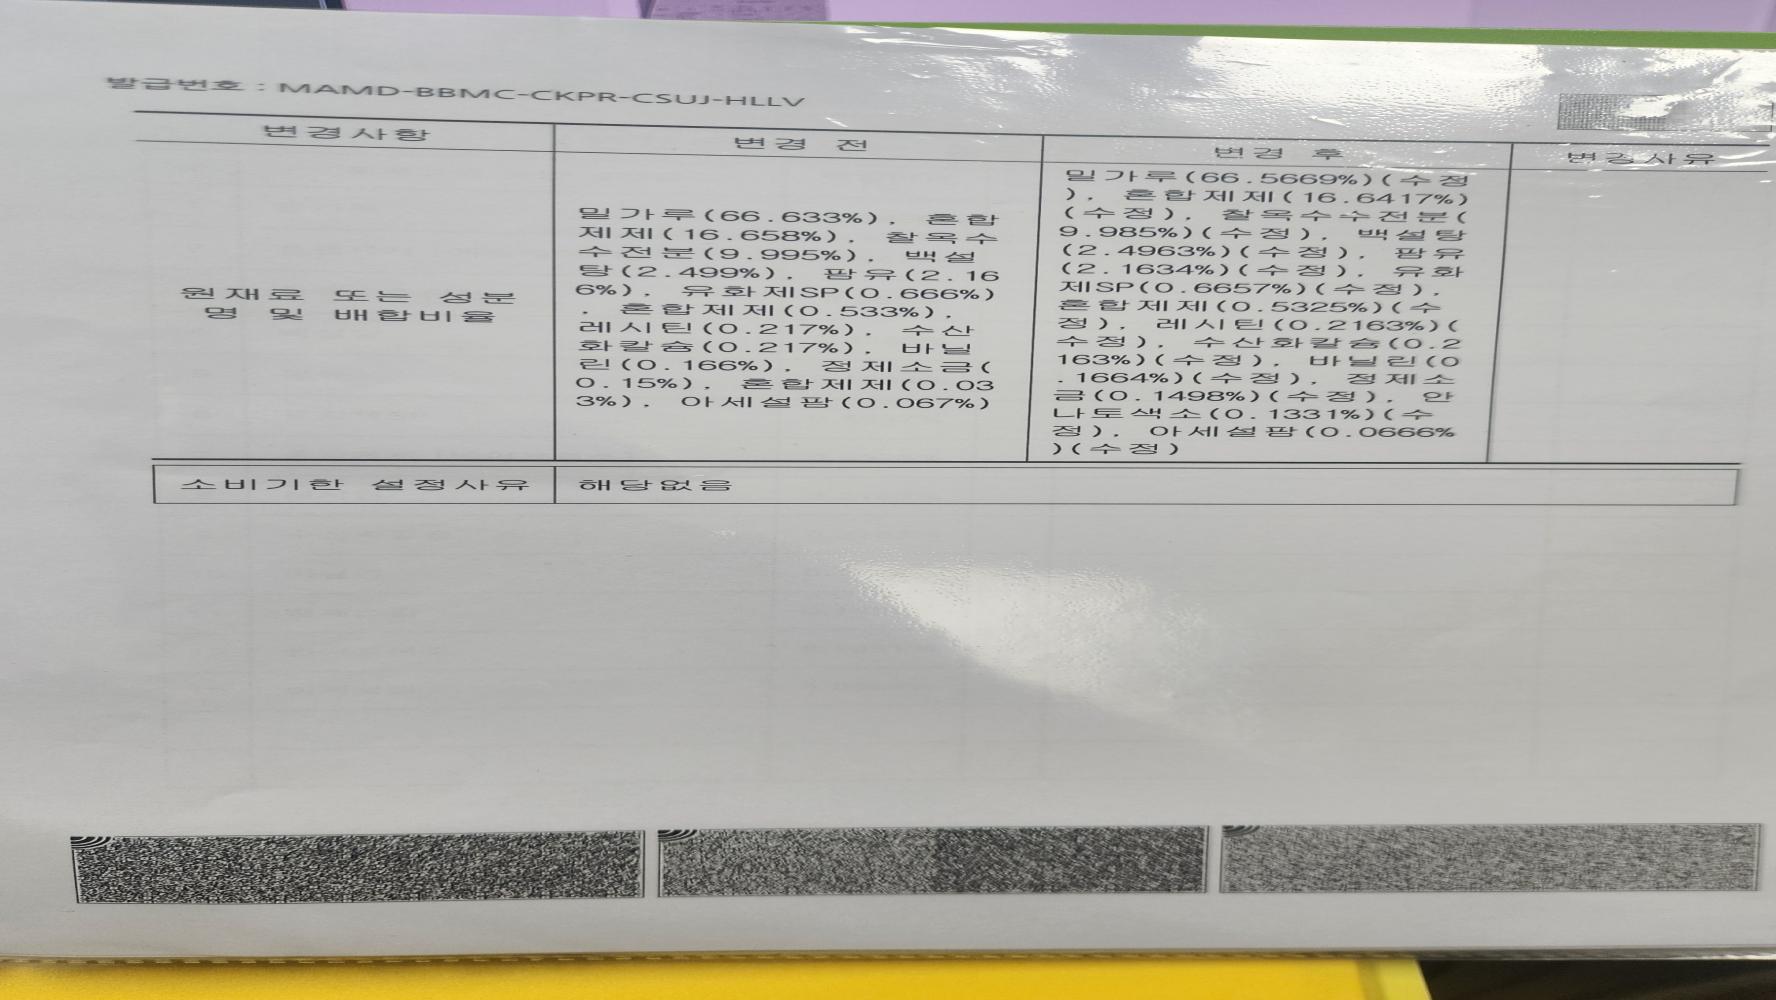 발급번호 : MAMD-BBMC-CKPR-CSUJ-HLLV
변경사항
변경 전
변경 후
변경사유
원재료 또는 성분
명 및 배합비율
밀가루(66.633%), 혼합
제제(16.658%), 찰옥수
수전분(9.995%), 백설
탕(2.499%), 팜유(2.16
6%), 유화제SP(0.666%)
, 혼합제제(0.533%),
레시틴(0.217%), 수산
화칼슘(0.217%), 바닐
린(0.166%), 정제소금(
0.15%), 혼합제제(0.03
3%), 아세설팜(0.067%)
밀가루(66.5669%)(수정
), 혼합제제(16.6417%)
(수정), 찰옥수수전분(
9.985%)(수정), 백설탕
(2.4963%)(수정), 팜유
(2.1634%)(수정), 유화
제SP(0.6657%)(수정),
혼합제제(0.5325%)(수
정), 레시틴(0.2163%)(
수정), 수산화칼슘(0.2
163%)(수정), 바닐린(0
.1664%)(수정), 정제소
금(0.1498%)(수정), 안
나토색소(0.1331%)(수
정), 아세설팜(0.0666%
)(수정)
소비기한 설정사유
해당없음